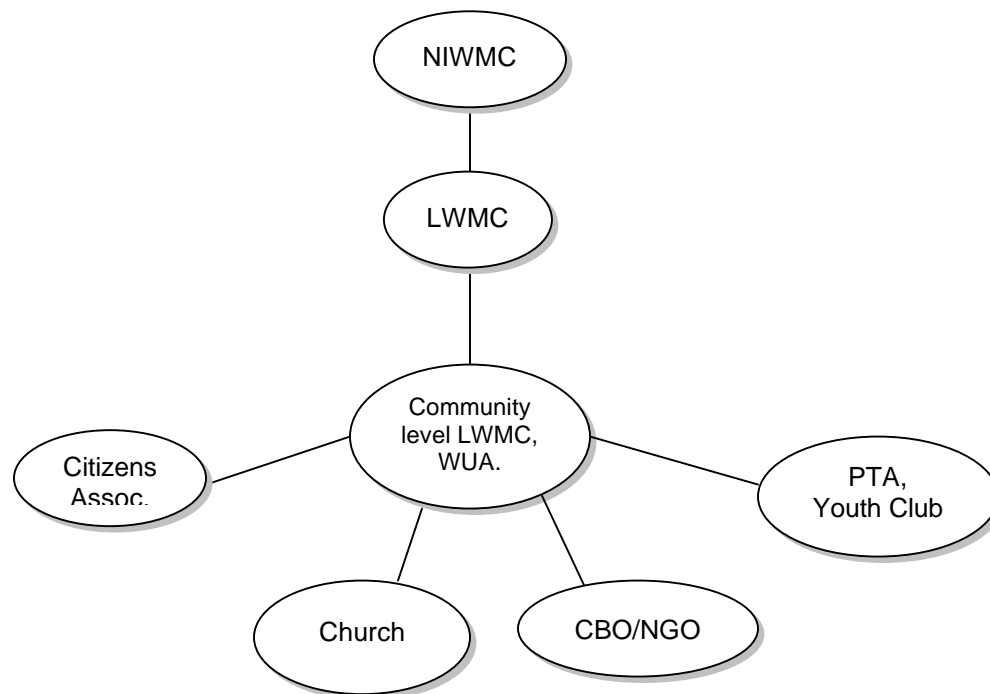 NIWMC
LWMC
Community
level LWMC,
WUA.
Citizens
Assoc.
PTA,
Youth Club
Church
CBO/NGO